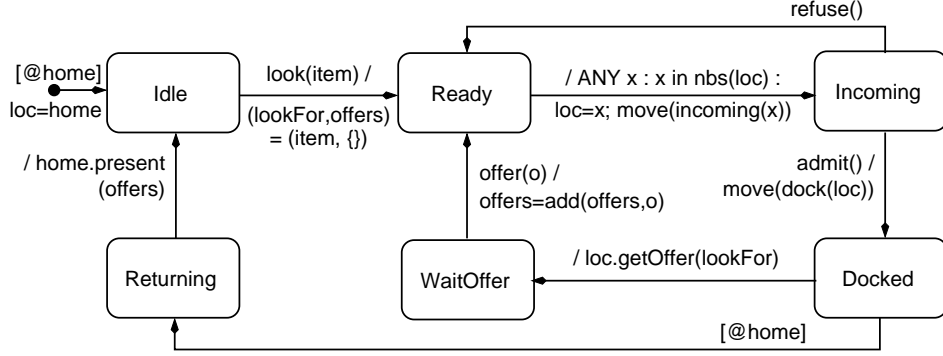 refuse()
[@home]
loc=home
Idle
look(item) /
(lookFor,offers)
= (item, {})
Ready
/ ANY x : x in nbs(loc) :
loc=x; move(incoming(x))
Incoming
/ home.present
(offers)
offer(o) /
offers=add(offers,o)
admit() /
move(dock(loc))
Returning
WaitOffer
/ loc.getOffer(lookFor)
Docked
[@home]